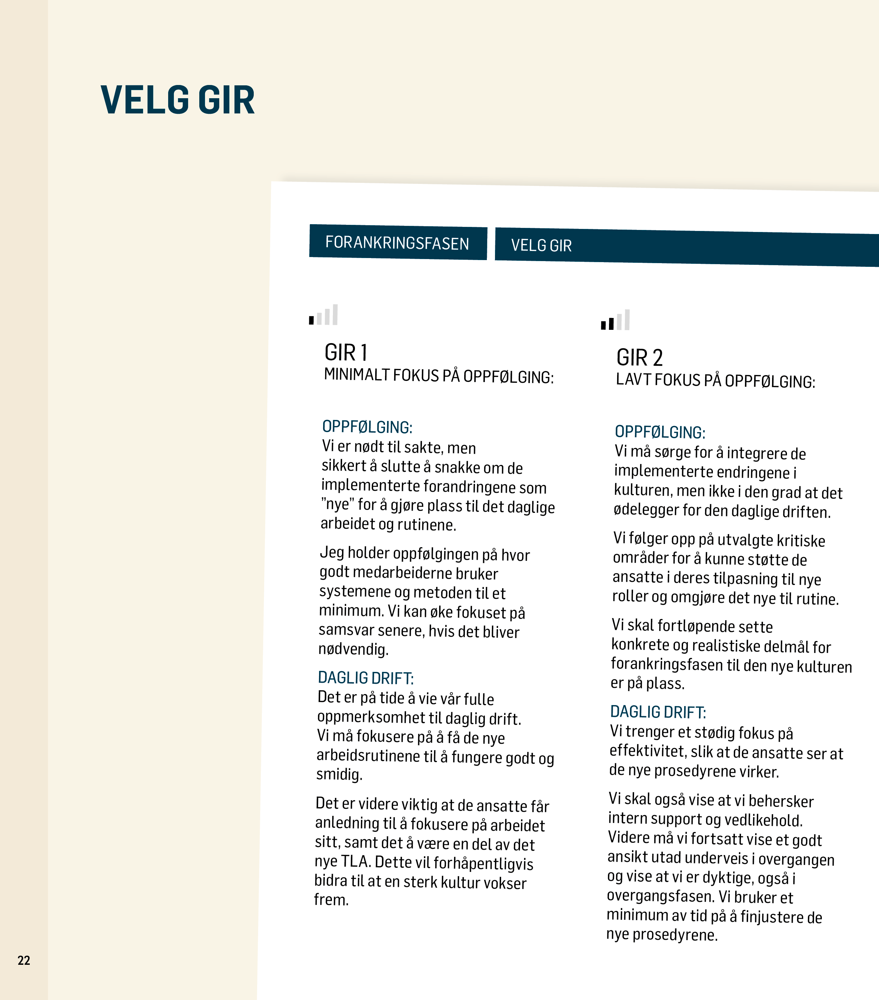 VELG GIR
FORANKRINGSFASEN
VELG GIR
GIR 1
MINIMALT FOKUS PÅ OPPFØLGING:
OPPFØLGING:
Vi er nødt til sakte, men
sikkert å slutte å snakke om de
implementerte forandringene som
”nye” for å gjøre plass til det daglige
arbeidet og rutinene.
Jeg holder oppfølgingen på hvor
godt medarbeiderne bruker
systemene og metoden til et
minimum. Vi kan øke fokuset på
samsvar senere, hvis det bliver
nødvendig.
DAGLIG DRIFT:
Det er på tide å vie vår fulle
oppmerksomhet til daglig drift.
Vi må fokusere på å få de nye
arbeidsrutinene til å fungere godt og
smidig.
Det er videre viktig at de ansatte får
anledning til å fokusere på arbeidet
sitt, samt det å være en del av det
nye TLA. Dette vil forhåpentligvis
bidra til at en sterk kultur vokser
frem.
GIR 2
LAVT FOKUS PÅ OPPFØLGING:
OPPFØLGING:
Vi må sørge for å integrere de
implementerte endringene i
kulturen, men ikke i den grad at det
ødelegger for den daglige driften.
Vi følger opp på utvalgte kritiske
områder for å kunne støtte de
ansatte i deres tilpasning til nye
roller og omgjøre det nye til rutine.
Vi skal fortløpende sette
konkrete og realistiske delmål for
forankringsfasen til den nye kulturen
er på plass.
DAGLIG DRIFT:
Vi trenger et stødig fokus på
effektivitet, slik at de ansatte ser at
de nye prosedyrene virker.
Vi skal også vise at vi behersker
intern support og vedlikehold.
Videre må vi fortsatt vise et godt
ansikt utad underveis i overgangen
og vise at vi er dyktige, også i
overgangsfasen. Vi bruker et
minimum av tid på å finjustere de
nye prosedyrene.
22